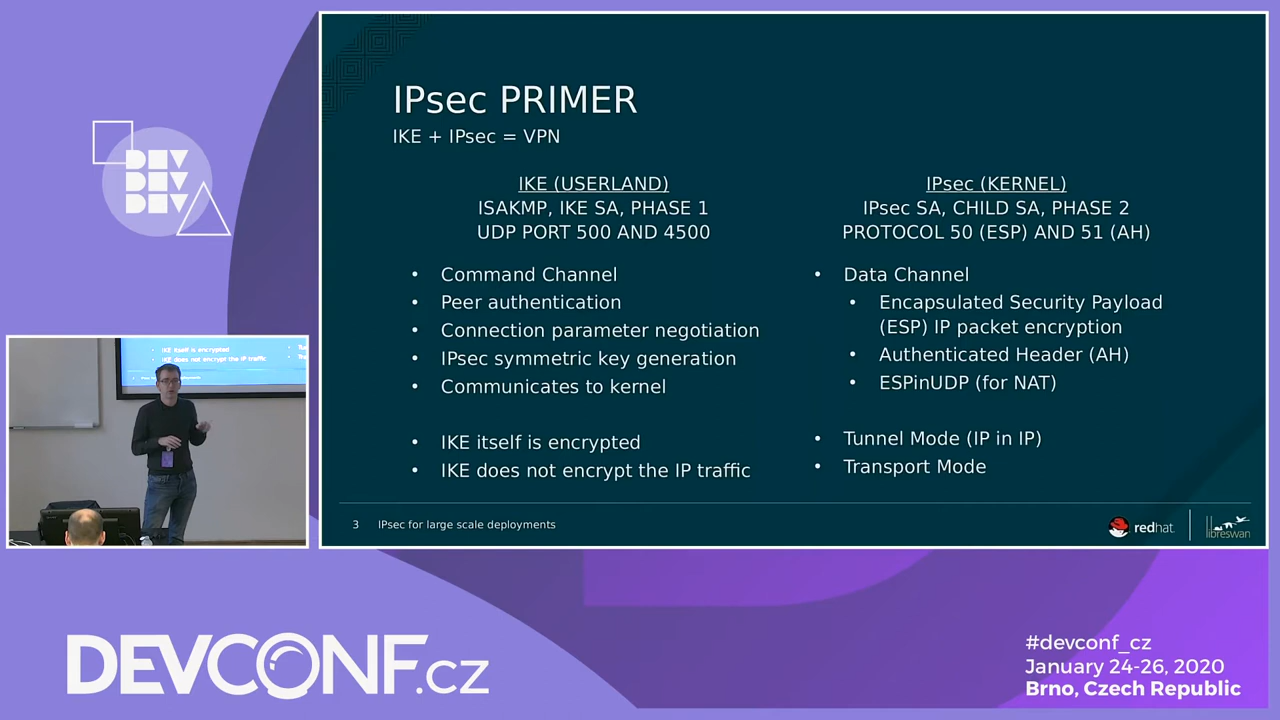 IPsec PRIMER
IKE + IPsec = VPN
IKE (USERLAND)
ISAKMP, IKE SA, PHASE 1
UDP PORT 500 AND 4500
• Command Channel
• Peer authentication
• Connection parameter negotiation
• IPsec symmetric key generation
• Communicates to kernel
• IKE itself is encrypted
• IKE does not encrypt the IP traffic
IPsec (KERNEL)
IPsec SA, CHILD SA, PHASE 2
PROTOCOL 50 (ESP) AND 51 (AH)
• Data Channel
• Encapsulated Security Payload
(ESP) IP packet encryption
• Authenticated Header (AH)
• ESPinUDP (for NAT)
• Tunnel Mode (IP in IP)
• Transport Mode
3 IPsec for large scale deployments
redhat.
libreswan
DEV
DEV
DEV
• IKE itself is encrypted
• IKE does not encrypt the IP traffic
DEVCONF.cz
#devconf_cz
January 24-26, 2020
Brno, Czech Republic